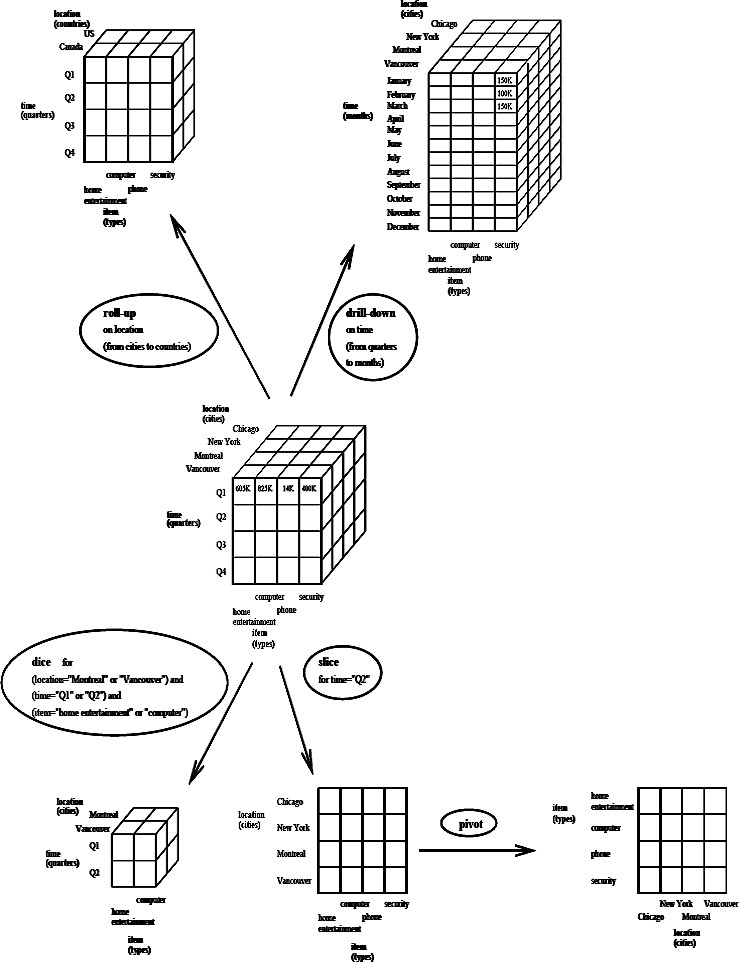 location
(countries)
US
Canada
Q1
Q2
Q3
Q4
time
(quarters)
computer security
home phone
entertainment
item
(types)
location
(cities)
Chicago
New York
Montreal
Vancouver
January 150K
February 100K
March 150K
April
May
June
July
August
September
October
November
December
time
(months)
computer security
home phone
entertainment
item
(types)
roll-up
on location
(from cities to countries)
drill-down
on time
(from quarters
to months)
location
(cities)
Chicago
New York
Montreal
Vancouver
Q1 605K 825K 14K 400K
Q2
Q3
Q4
time
(quarters)
computer security
home phone
entertainment
item
(types)
dice for
(location="Montreal" or "Vancouver") and
(time="Q1" or "Q2") and
(item="home entertainment" or "computer")
slice
for time="Q2"
location
(cities)
Montreal
Vancouver
Q1
Q2
time
(quarters)
computer
home
entertainment
item
(types)
location
(cities)
Chicago
New York
Montreal
Vancouver
computer security
home phone
entertainment
item
(types)
pivot
item
(types)
home
entertainment
computer
phone
security
New York Vancouver
Chicago Montreal
location
(cities)